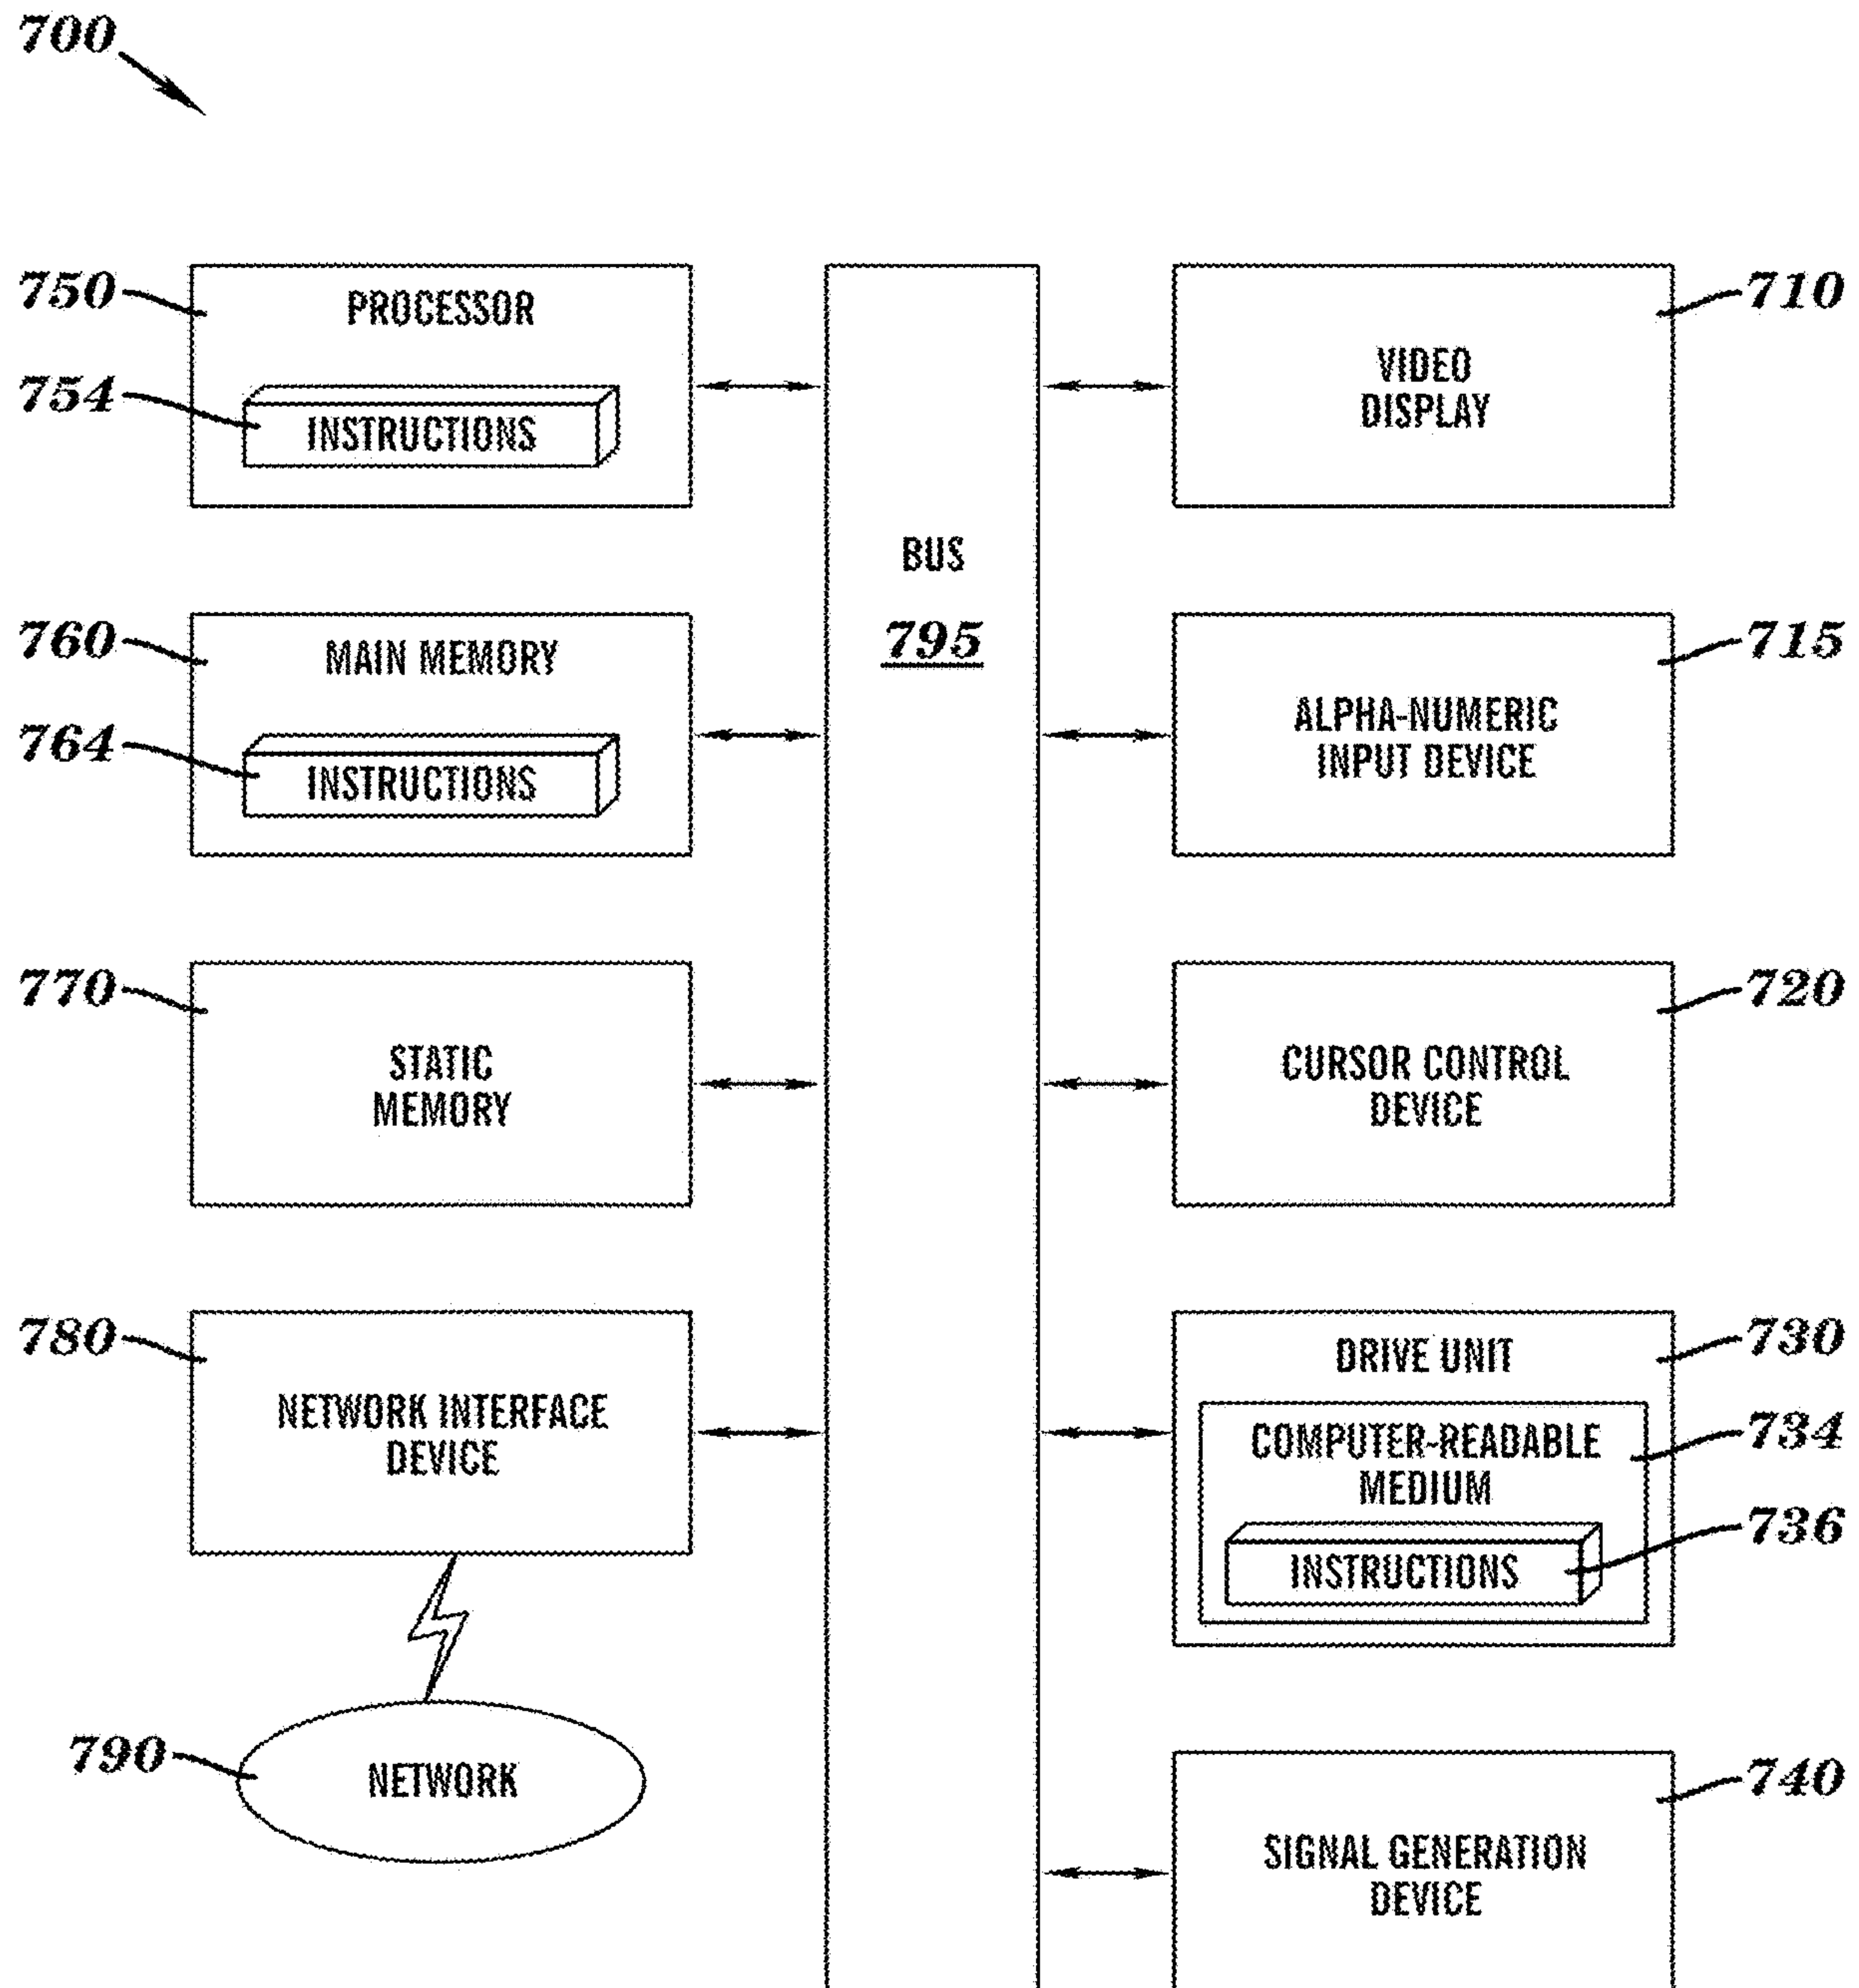 700
750
PROCESSOR
754
INSTRUCTIONS
760
MAIN MEMORY
764
INSTRUCTIONS
770
STATIC
MEMORY
780
NETWORK INTERFACE
DEVICE
790
NETWORK
BUS
795
710
VIDEO
DISPLAY
715
ALPHA-NUMERIC
INPUT DEVICE
720
CURSOR CONTROL
DEVICE
730
DRIVE UNIT
734
COMPUTER-READABLE
MEDIUM
736
INSTRUCTIONS
740
SIGNAL GENERATION
DEVICE